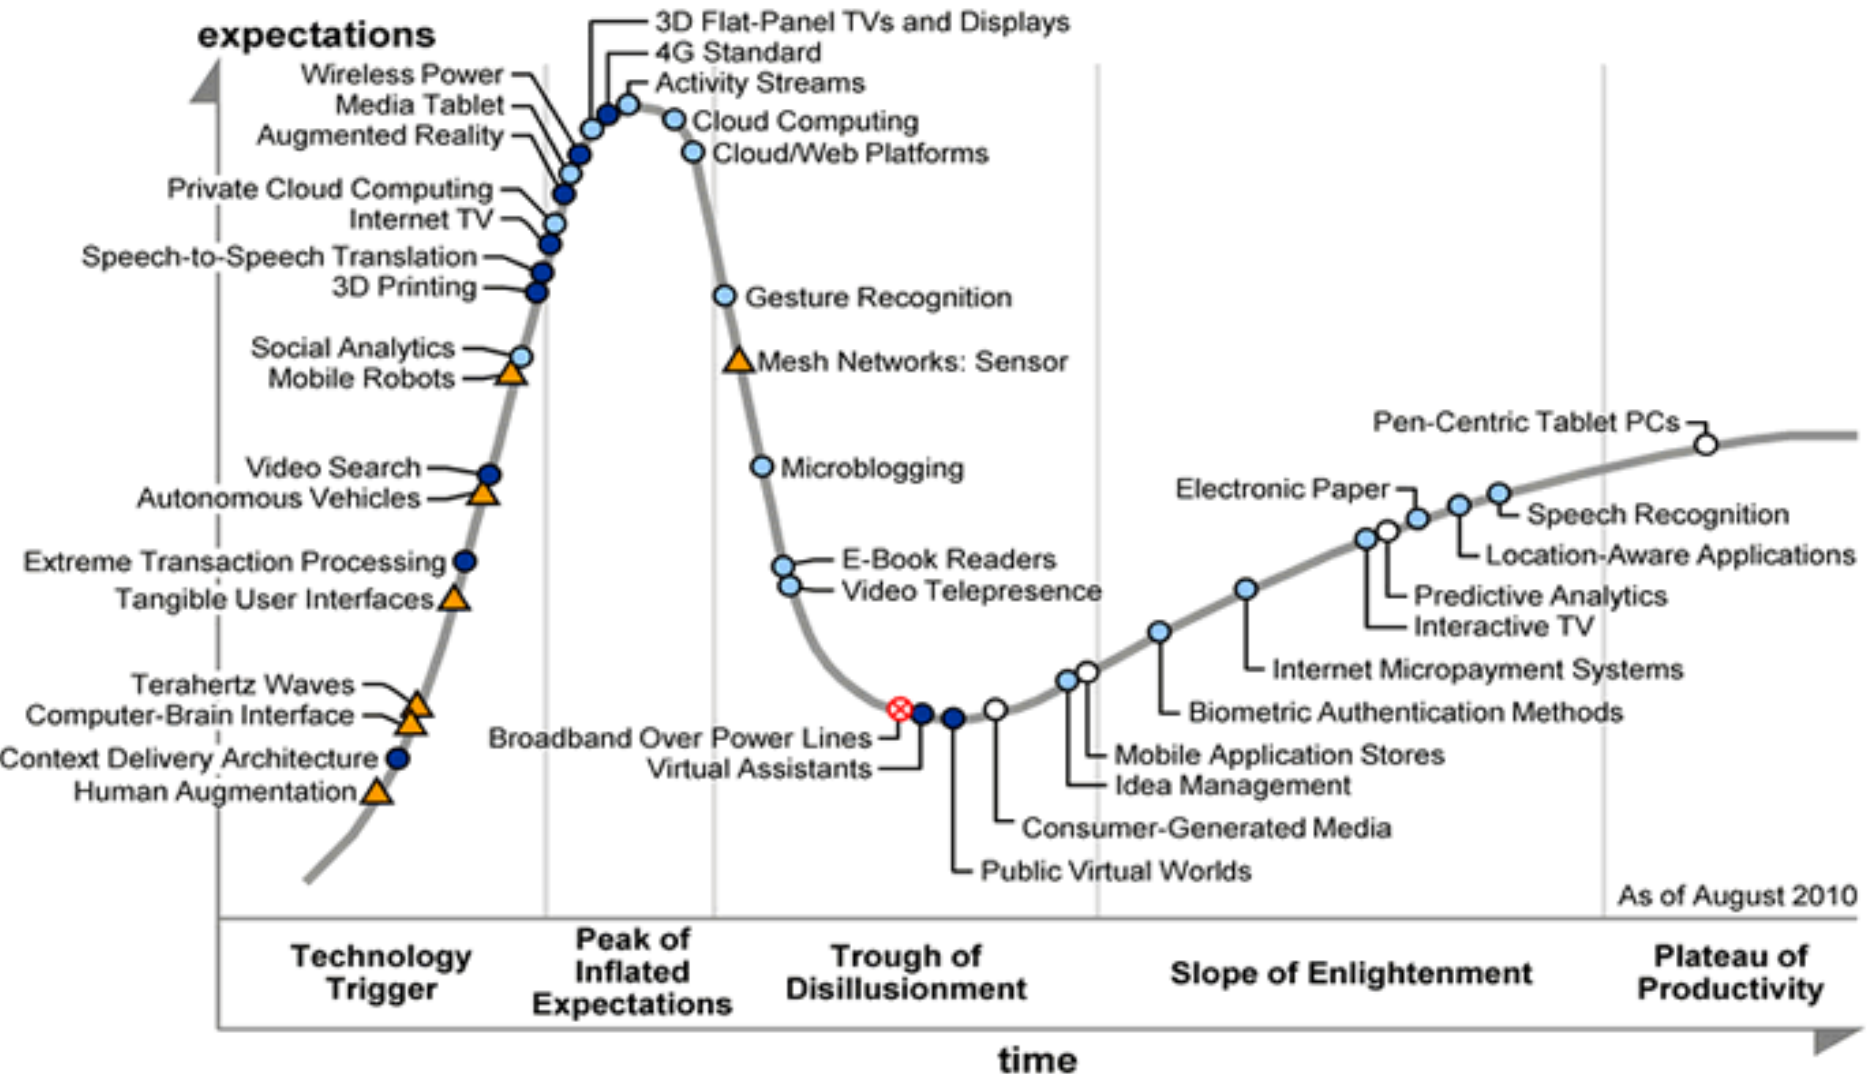 expectations
3D Flat-Panel TVs and Displays
4G Standard
Activity Streams
Wireless Power
Media Tablet
Augmented Reality
Cloud Computing
Cloud/Web Platforms
Private Cloud Computing
Internet TV
Speech-to-Speech Translation
3D Printing
Gesture Recognition
Social Analytics
Mobile Robots
Mesh Networks: Sensor
Video Search
Autonomous Vehicles
Microblogging
Extreme Transaction Processing
Tangible User Interfaces
E-Book Readers
Video Telepresence
Terahertz Waves
Computer-Brain Interface
Context Delivery Architecture
Human Augmentation
Broadband Over Power Lines
Virtual Assistants
Pen-Centric Tablet PCs
Electronic Paper
Speech Recognition
Location-Aware Applications
Predictive Analytics
Interactive TV
Internet Micropayment Systems
Biometric Authentication Methods
Mobile Application Stores
Idea Management
Consumer-Generated Media
Public Virtual Worlds
As of August 2010
Technology
Trigger
Peak of
Inflated
Expectations
Trough of
Disillusionment
Slope of Enlightenment
Plateau of
Productivity
time